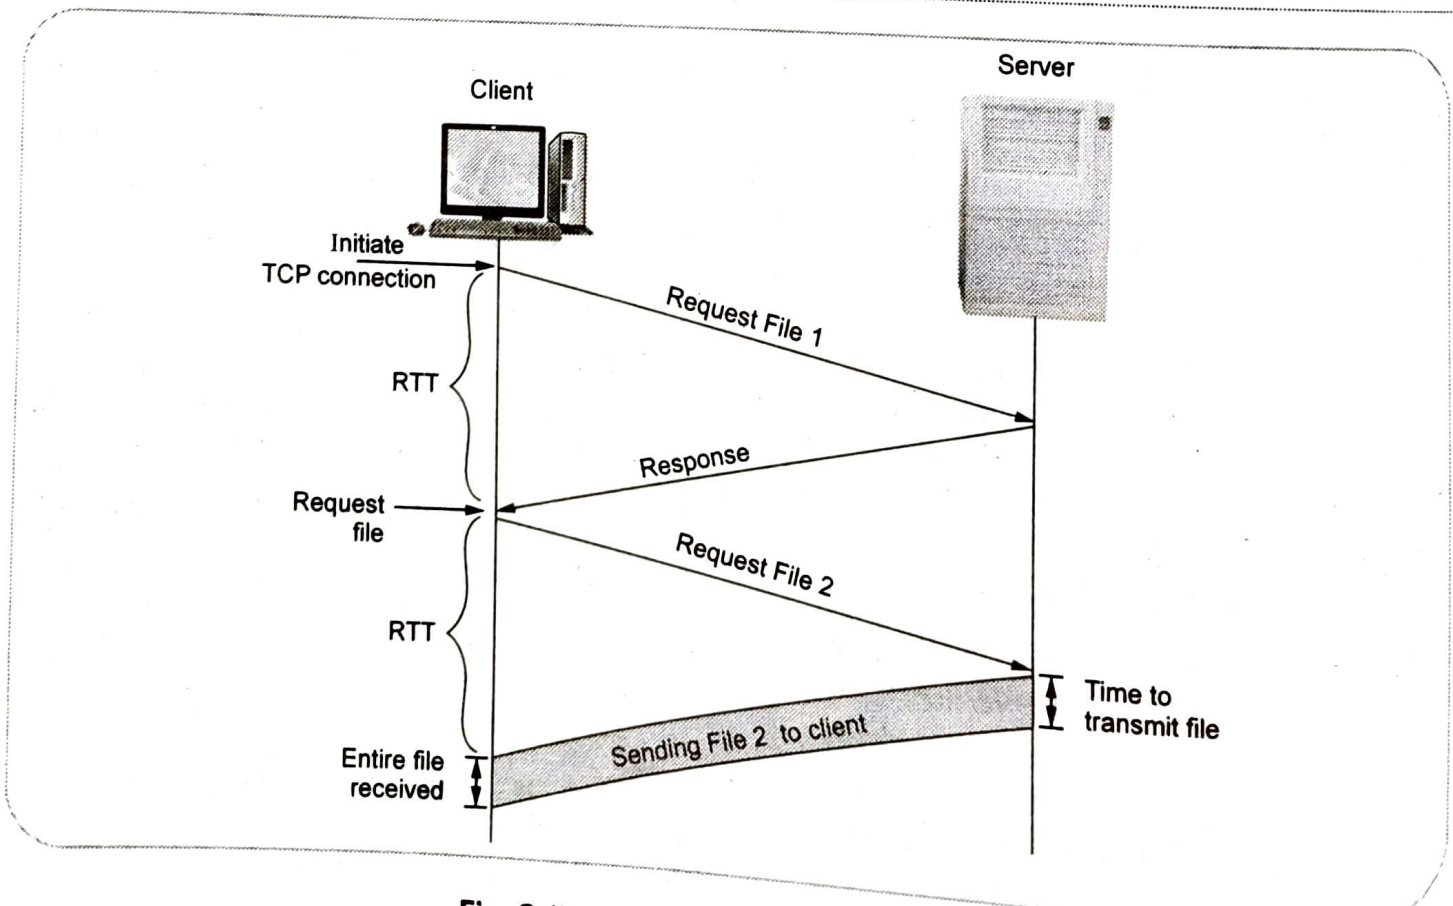 Client
Server
Initiate
TCP connection
Request File 1
RTT
Response
Request
file
Request File 2
RTT
Time to
transmit file
Sending File 2 to client
Entire file
received
Fig.